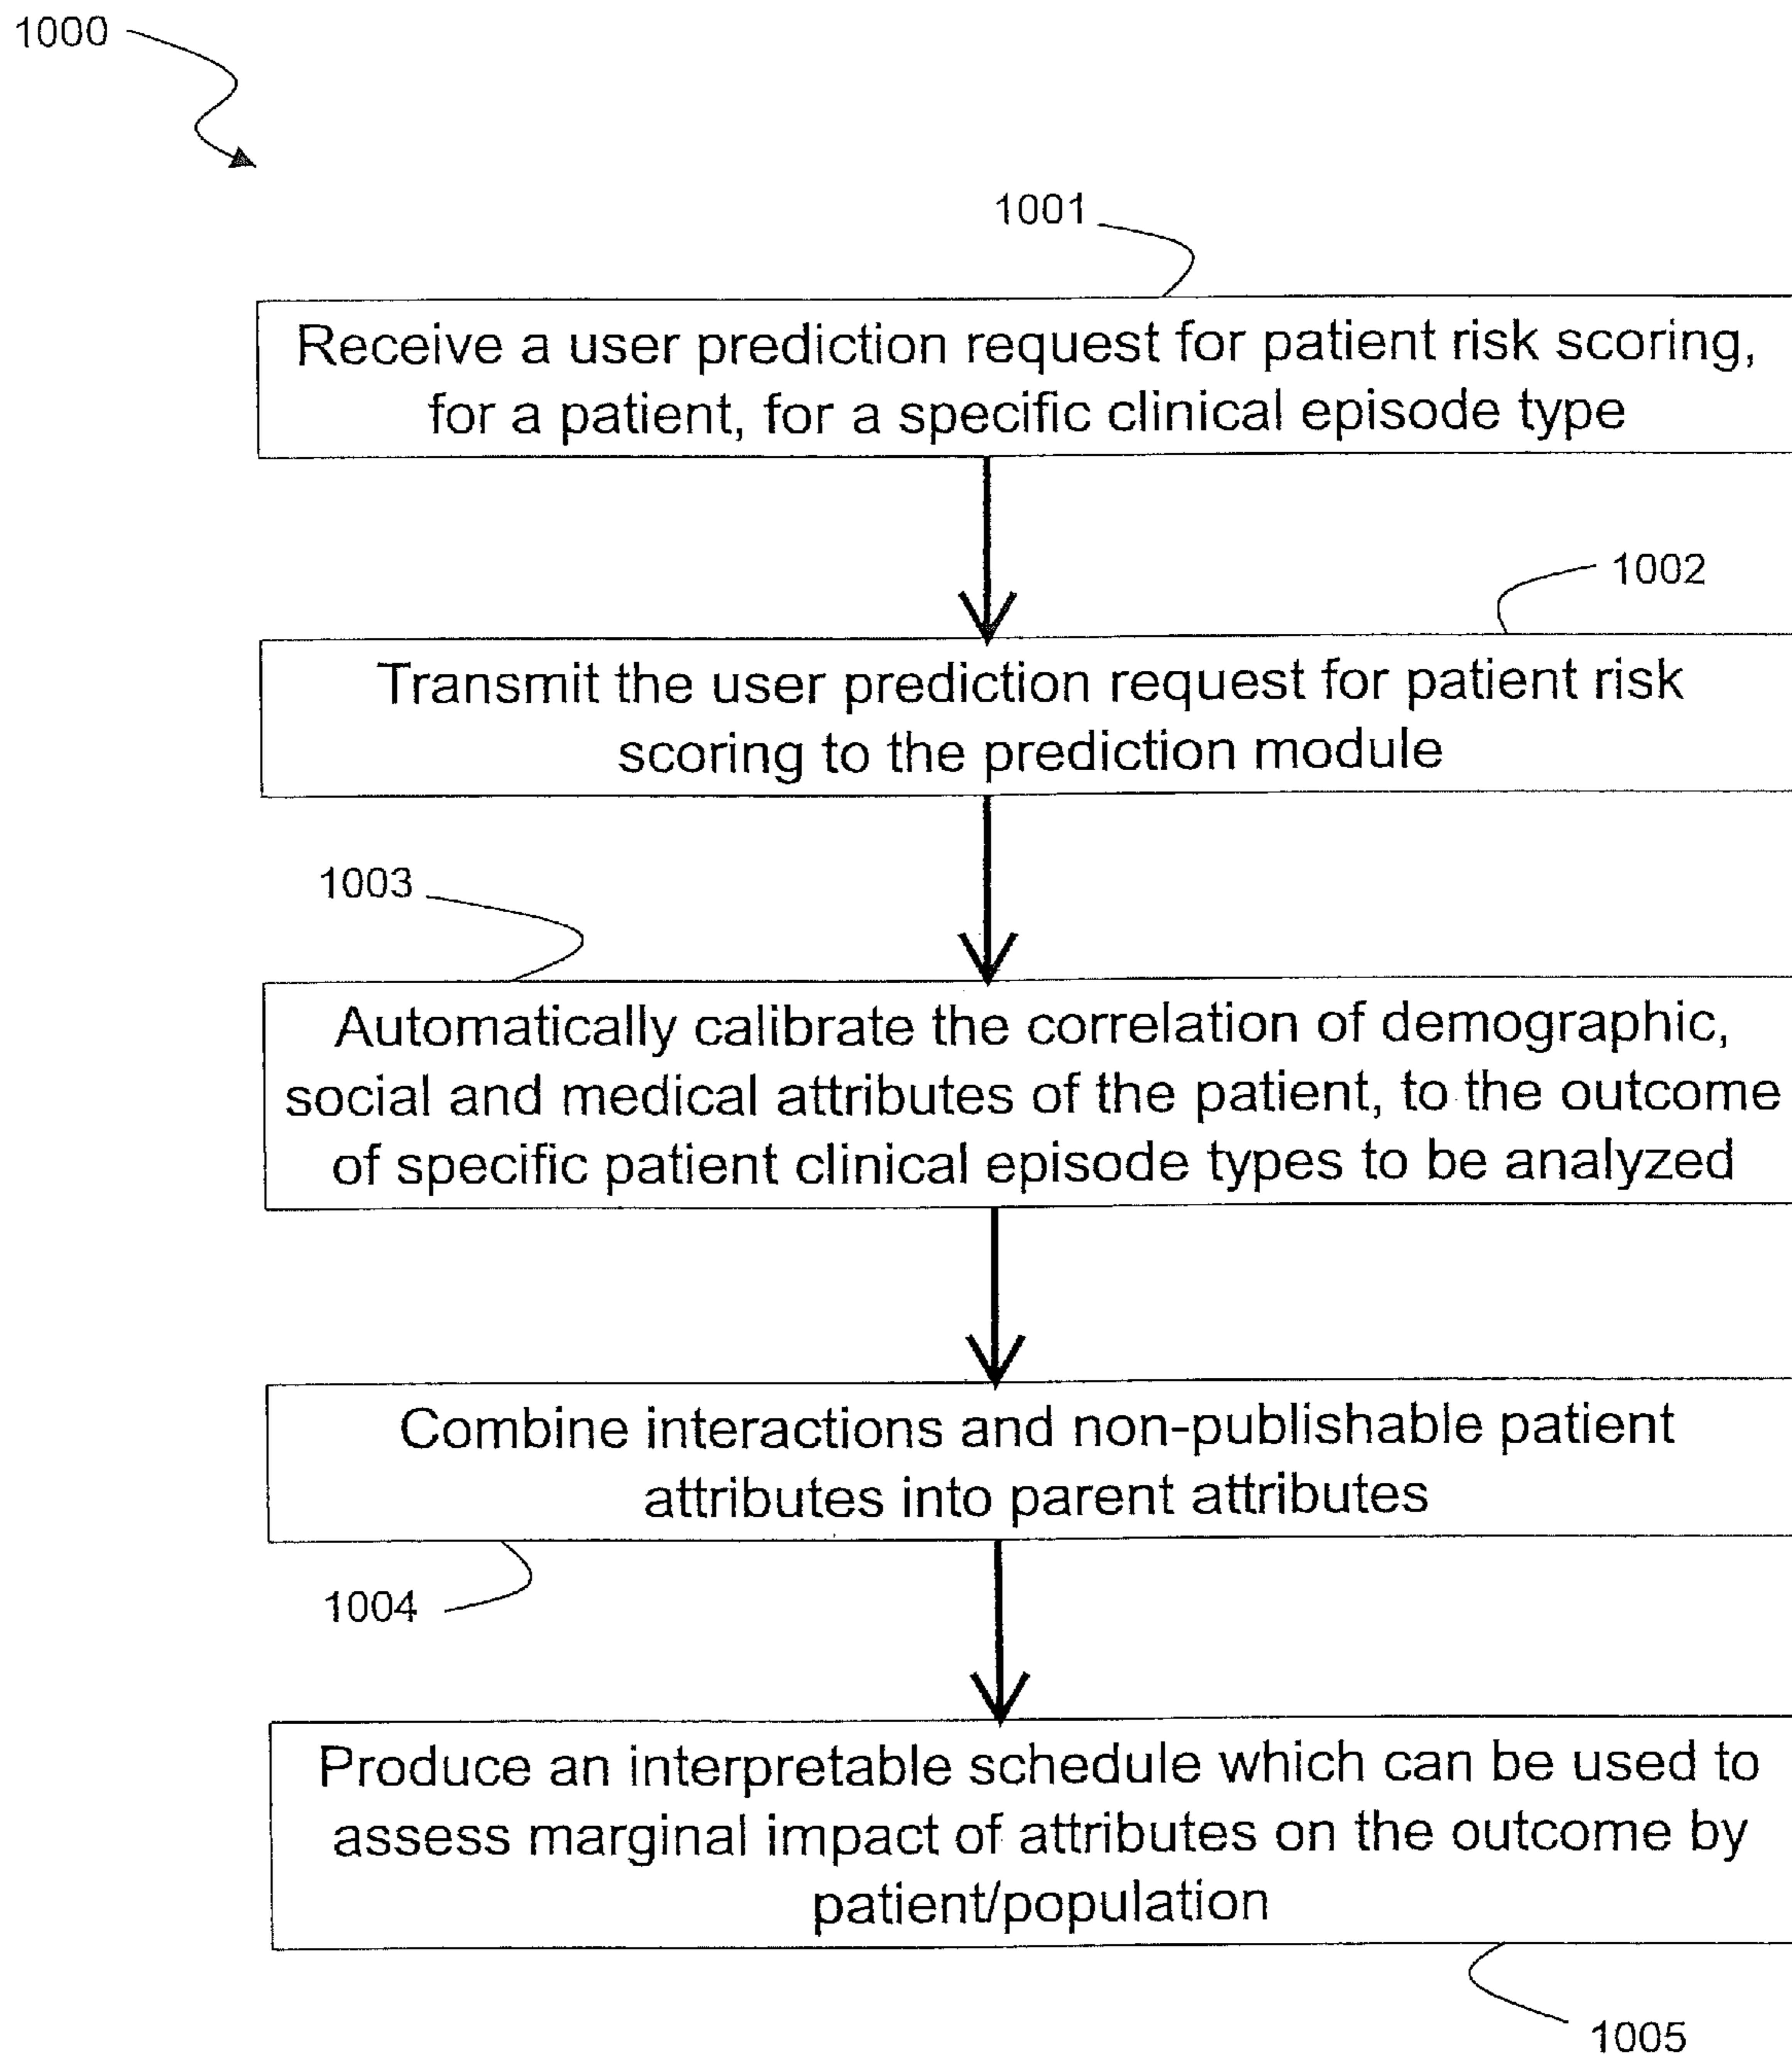 1000
1001
Receive a user prediction request for patient risk scoring,
for a patient, for a specific clinical episode type
1002
Transmit the user prediction request for patient risk
scoring to the prediction module
1003
Automatically calibrate the correlation of demographic,
social and medical attributes of the patient, to the outcome
of specific patient clinical episode types to be analyzed
Combine interactions and non-publishable patient
attributes into parent attributes
1004
Produce an interpretable schedule which can be used to
assess marginal impact of attributes on the outcome by
patient/population
1005